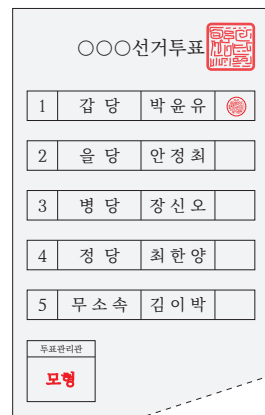 ○○○선거투표
1 갑 당 박 윤 유
2 을 당 안 정 최
3 병 당 장 신 오
4 정 당 최 한 양
5 무 소 속 김 이 박
투표관리관
모형